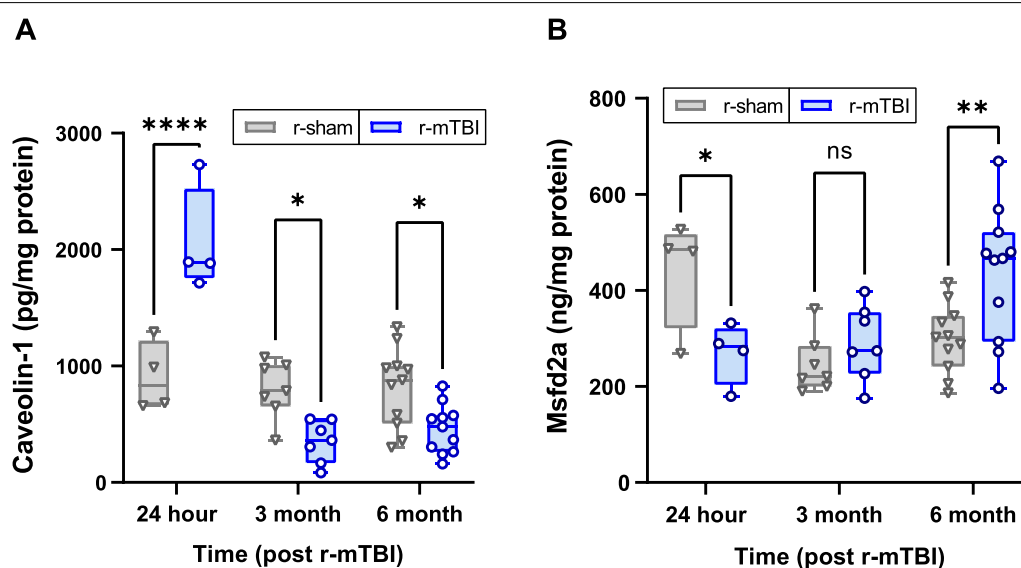 A
Caveolin-1 (pg/mg protein)
3000
2000
1000
0
****
*
*
r-sham
r-mTBI
24 hour
3 month
6 month
Time (post r-mTBI)
B
Msfd2a (ng/mg protein)
800
600
400
200
0
r-sham
r-mTBI
*
ns
**
24 hour
3 month
6 month
Time (post r-mTBI)